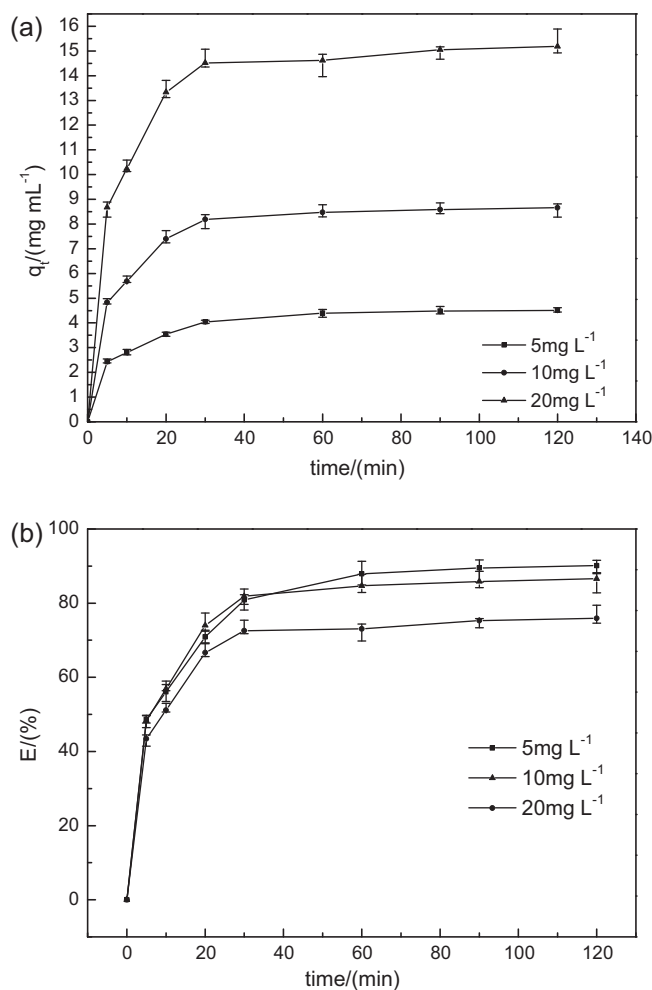 (a)
16
15
14
13
12
11
10
9
8
7
6
5
4
3
2
1
0
qt/(mg mL⁻¹)
5mg L⁻¹
10mg L⁻¹
20mg L⁻¹
0 20 40 60 80 100 120 140
time/(min)
(b)
100
80
60
40
20
0
E/(%)
5mg L⁻¹
10mg L⁻¹
20mg L⁻¹
0 20 40 60 80 100 120
time/(min)